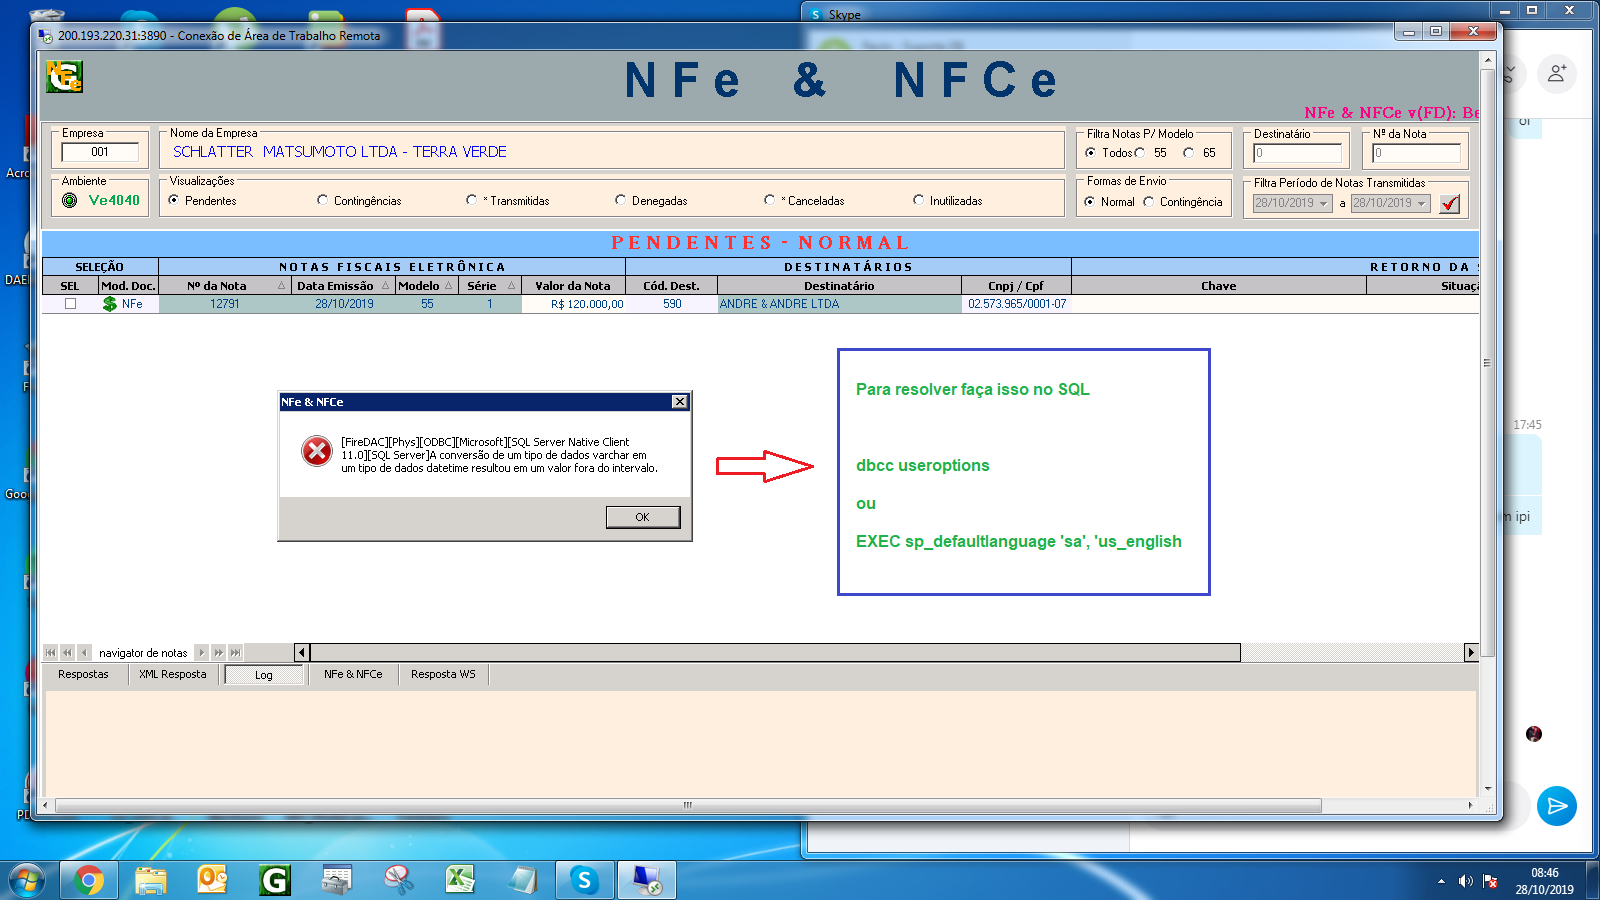 Skype
200.193.220.31:3890 - Conexão de Área de Trabalho Remota
NFe & NFCe
NFe & NFCe v(FD): Be
Empresa
001
Nome da Empresa
SCHLATTER MATSUMOTO LTDA - TERRA VERDE
Filtra Notas P/ Modelo
Todos 55 65
Destinatário
0
Nº da Nota
0
Ambiente
Ve4040
Visualizações
Pendentes Contingências * Transmitidas Denegadas * Canceladas Inutilizadas
Formas de Envio
Normal Contingência
Filtra Período de Notas Transmitidas
28/10/2019 a 28/10/2019
PENDENTES - NORMAL
SELEÇÃO NOTAS FISCAIS ELETRÔNICA DESTINATÁRIOS RETORNO DA
SEL Mod. Doc. Nº da Nota Data Emissão Modelo Série Valor da Nota Cód. Dest. Destinatário Cnpj / Cpf Chave Situaç
NFe 12791 28/10/2019 55 1 R$ 120.000,00 590 ANDRE & ANDRE LTDA 02.573.965/0001-07
NFe & NFCe
[FireDAC][Phys][ODBC][Microsoft][SQL Server Native Client
11.0][SQL Server]A conversão de um tipo de dados varchar em
um tipo de dados datetime resultou em um valor fora do intervalo.
OK
Para resolver faça isso no SQL
dbcc useroptions
ou
EXEC sp_defaultlanguage 'sa', 'us_english
navigator de notas
Respostas XML Resposta Log NFe & NFCe Resposta WS
oi
17:45
ipi
Acro
DAE
F
Goo
PD
08:46
28/10/2019